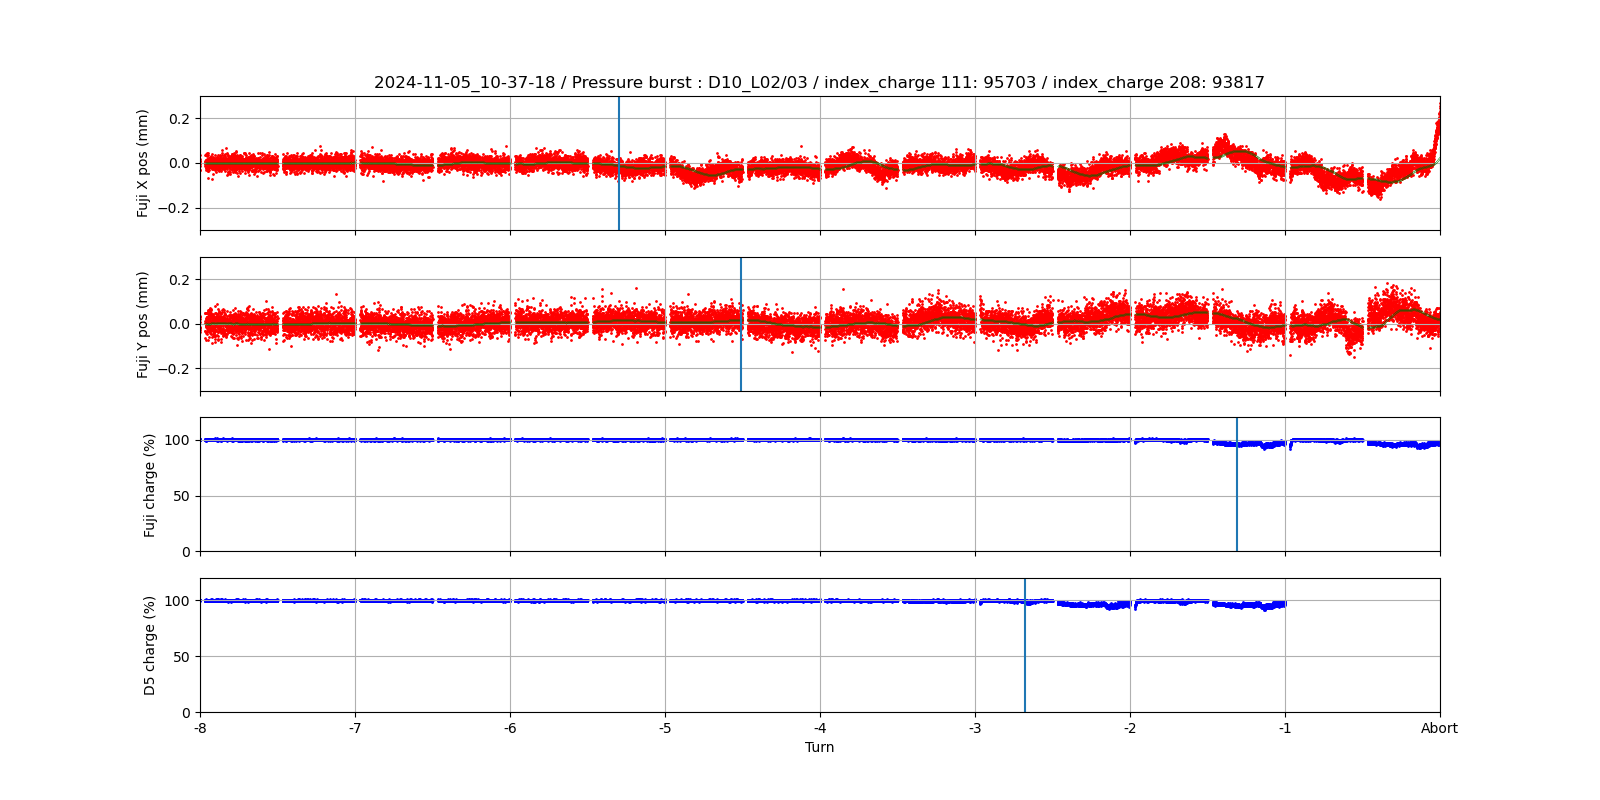 2024-11-05_10-37-18 / Pressure burst : D10_L02/03 / index_charge 111: 95703 / index_charge 208: 93817
Fuji X pos (mm)
0.2
0.0
−0.2
Fuji Y pos (mm)
0.2
0.0
−0.2
Fuji charge (%)
100
50
0
D5 charge (%)
100
50
0
-8 -7 -6 -5 -4 -3 -2 -1 Abort
Turn